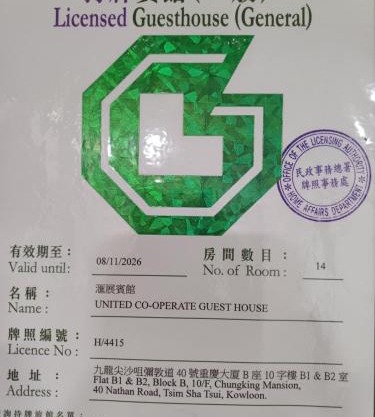 Licensed Guesthouse (General)
OFFICE OF THE LICENSING AUTHORITY
民政事務總署
牌照事務處
HOME AFFAIRS DEPARTMENT
有效期至：
Valid until: 08/11/2026
房間數目：
No. of Room : 14
名稱：
Name : 滙展賓館
UNITED CO-OPERATE GUEST HOUSE
牌照編號：
Licence No : H/4415
地址：
Address : 九龍尖沙咀彌敦道 40 號重慶大厦 B 座 10 字樓 B1 & B2 室
Flat B1 & B2, Block B, 10/F, Chungking Mansion,
40 Nathan Road, Tsim Sha Tsui, Kowloon.